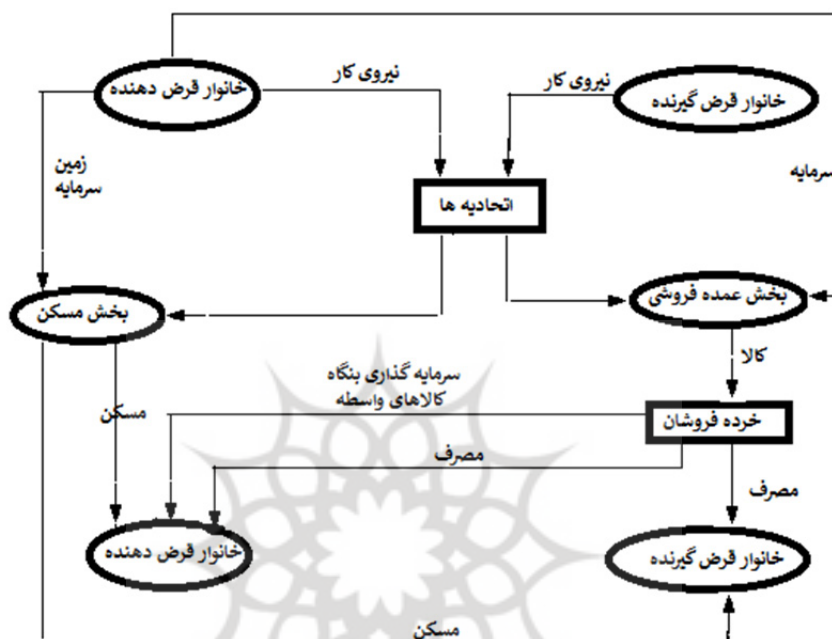 خانوار قرض دهنده
نیروی کار
نیروی کار
خانوار قرض گیرنده
زمین
سرمایه
سرمایه
اتحادیه ها
بخش مسکن
بخش عمده فروشی
کالا
سرمایه گذاری بنگاه
کالاهای واسطه
مسکن
خرده فروشان
مصرف
مصرف
خانوار قرض دهنده
خانوار قرض گیرنده
مسکن